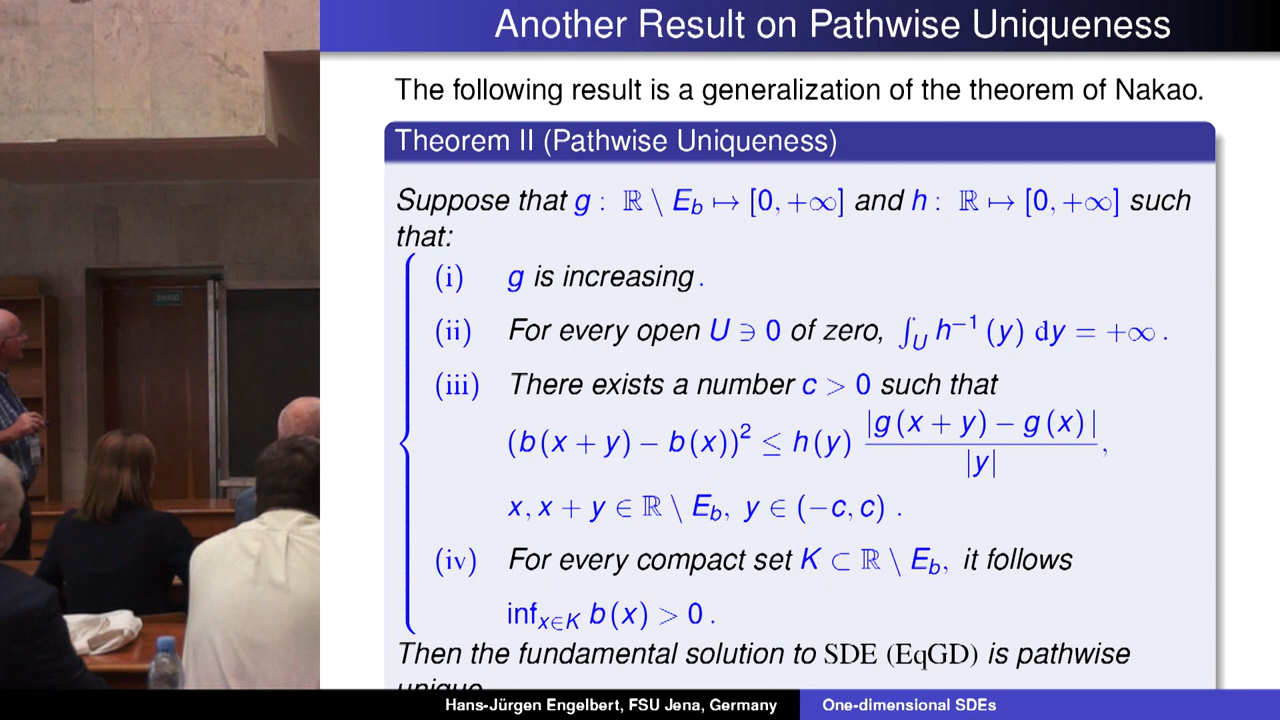 Another Result on Pathwise Uniqueness
The following result is a generalization of the theorem of Nakao.
Theorem II (Pathwise Uniqueness)
Suppose that g : ℝ \ E_b ↦ [0, +∞] and h : ℝ ↦ [0, +∞] such
that:
(i) g is increasing.
(ii) For every open U ∋ 0 of zero, ∫_U h⁻¹(y) dy = +∞.
(iii) There exists a number c > 0 such that
(b(x + y) − b(x))² ≤ h(y) |g(x + y) − g(x)| / |y|,
x, x + y ∈ ℝ \ E_b, y ∈ (−c, c).
(iv) For every compact set K ⊂ ℝ \ E_b, it follows
inf_{x∈K} b(x) > 0.
Then the fundamental solution to SDE (EqGD) is pathwise
unique
Hans-Jürgen Engelbert, FSU Jena, Germany
One-dimensional SDEs